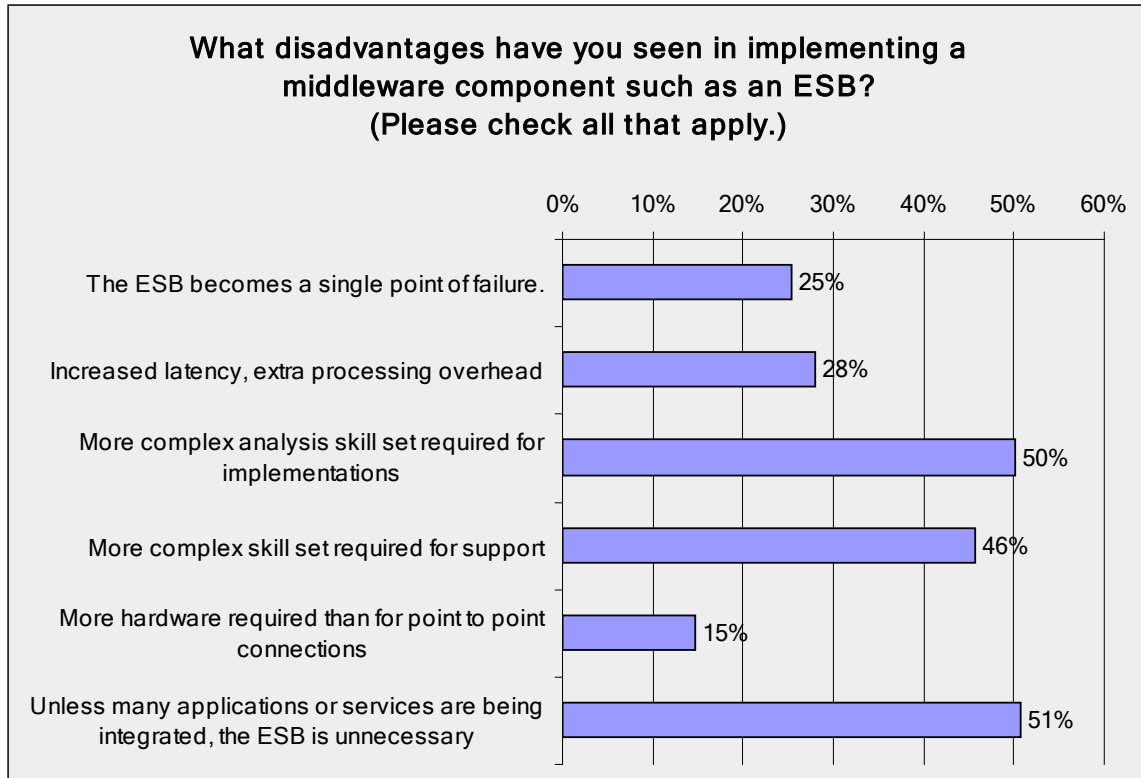 What disadvantages have you seen in implementing a
middleware component such as an ESB?
(Please check all that apply.)
0% 10% 20% 30% 40% 50% 60%
The ESB becomes a single point of failure.
25%
Increased latency, extra processing overhead
28%
More complex analysis skill set required for
implementations
50%
More complex skill set required for support
46%
More hardware required than for point to point
connections
15%
Unless many applications or services are being
integrated, the ESB is unnecessary
51%